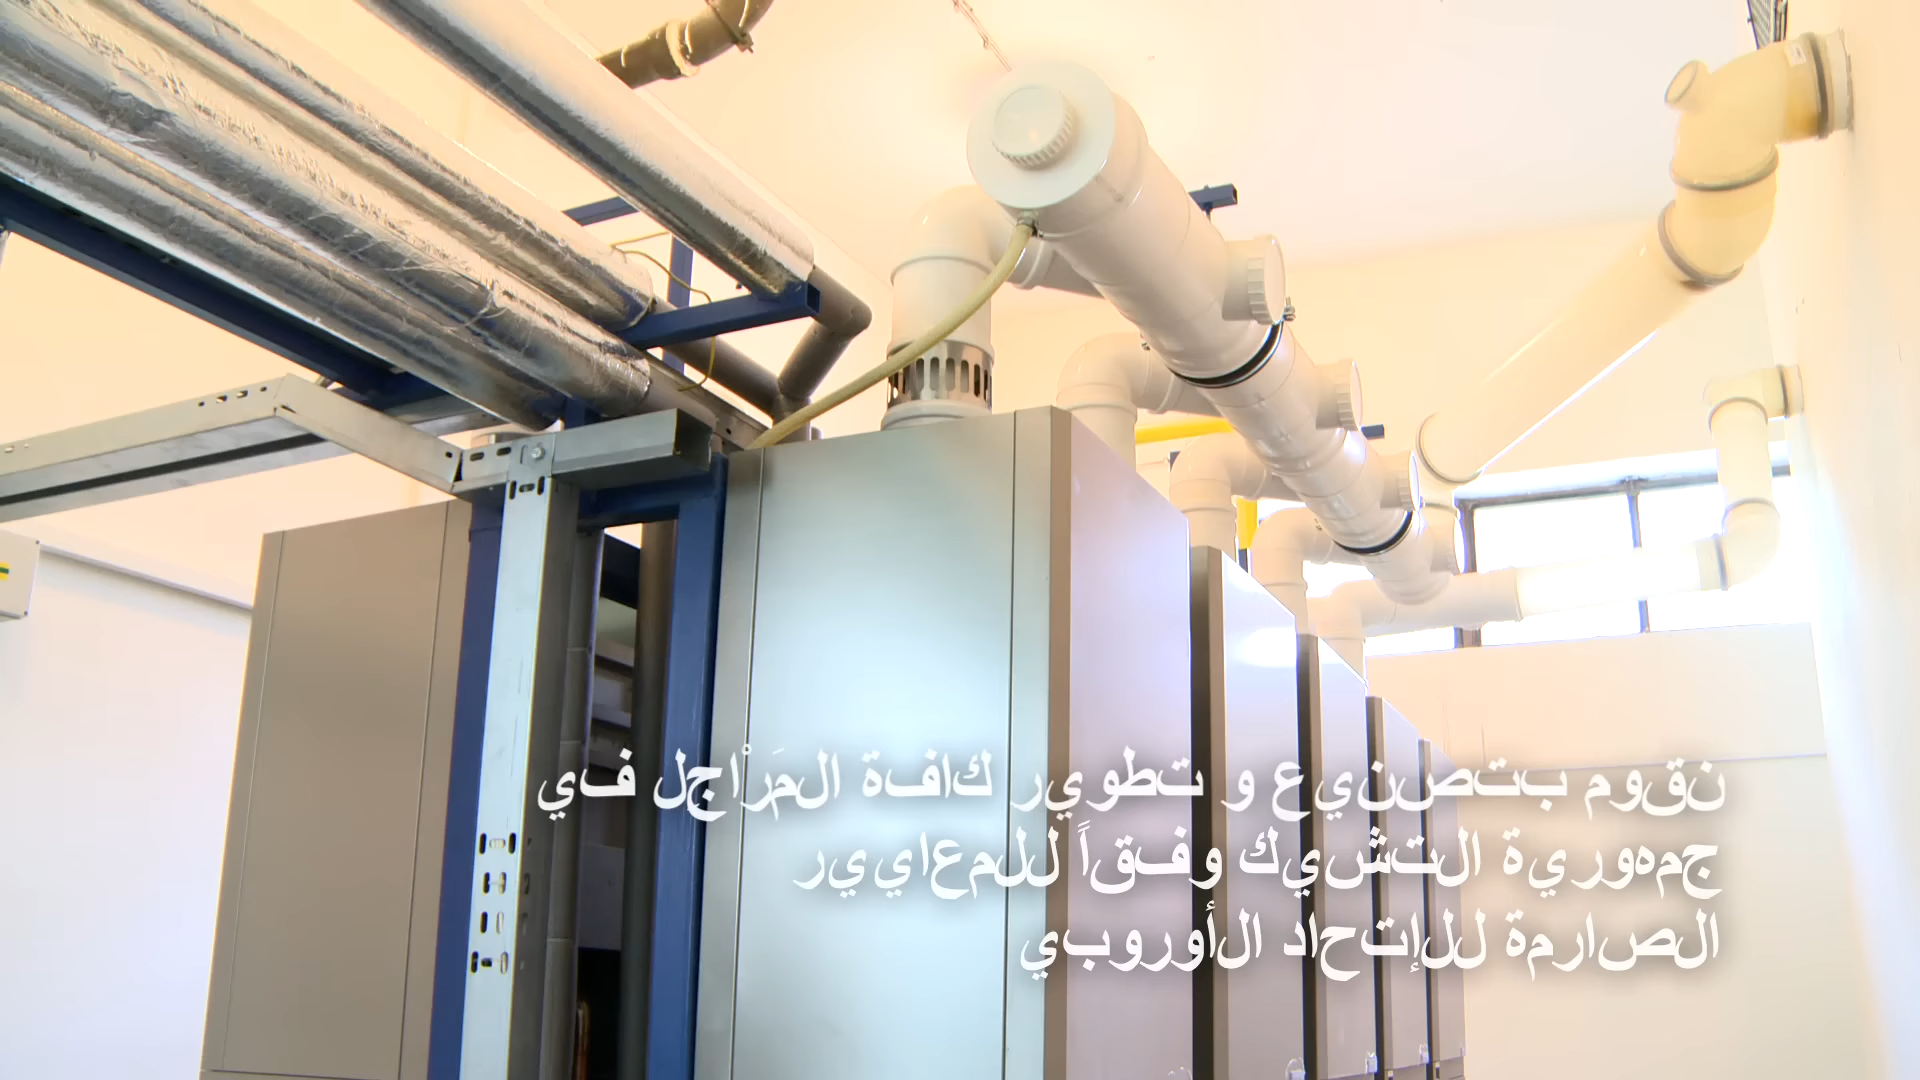 نقوم بتصنيع و تطوير كافة المَرْاجل في
جمهورية التشيك وفقاً للمعايير
الصارمة للإتحاد الأوروبي